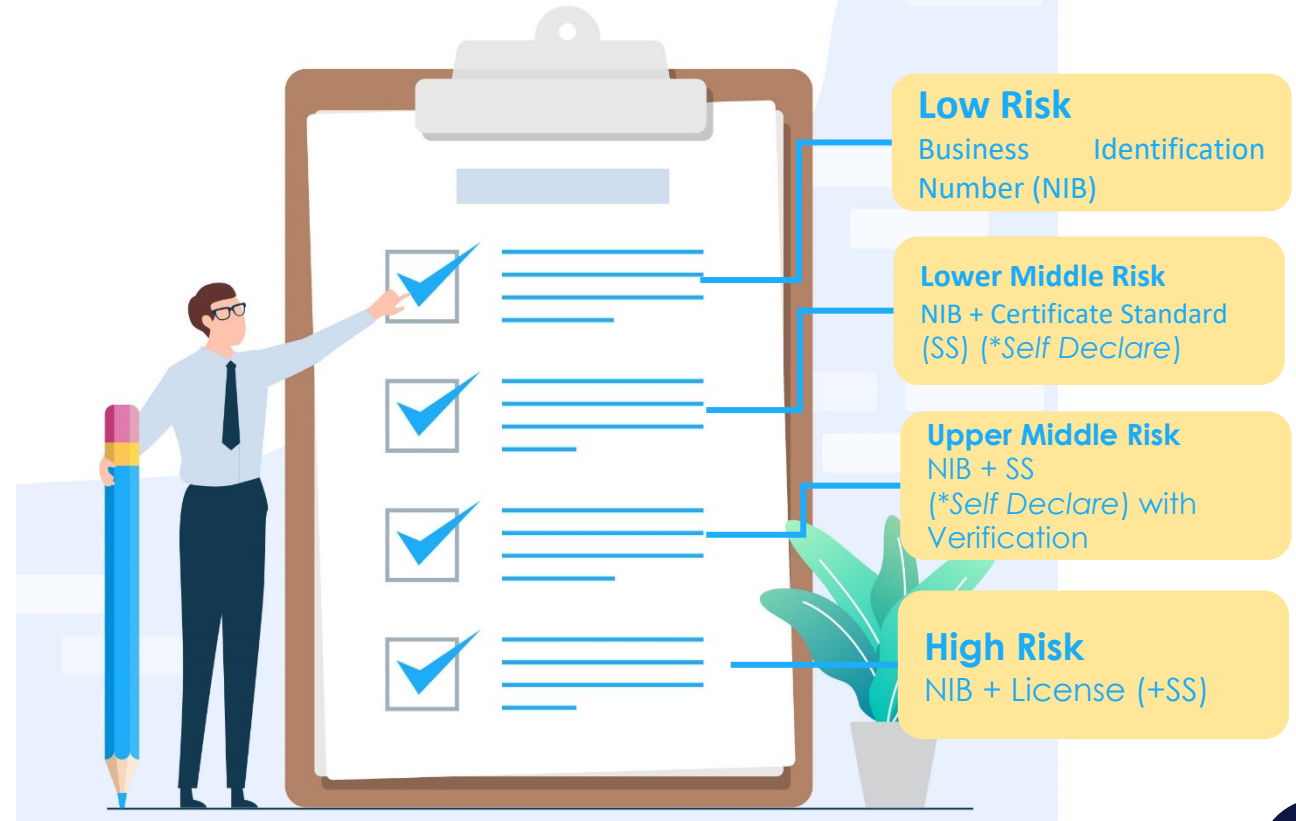 Low Risk
Business Identification
Number (NIB)
Lower Middle Risk
NIB + Certificate Standard
(SS) (*Self Declare)
Upper Middle Risk
NIB + SS
(*Self Declare) with
Verification
High Risk
NIB + License (+SS)